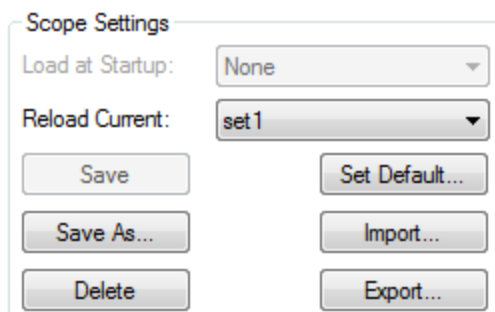 Scope Settings
Load at Startup: None
Reload Current: set1
Save Set Default...
Save As... Import...
Delete Export...